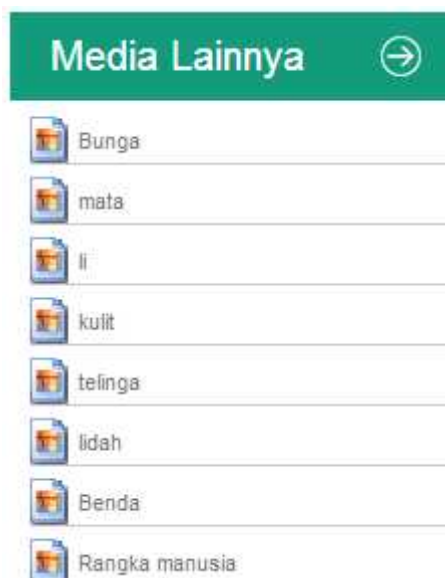 Media Lainnya
Bunga
mata
li
kulit
telinga
lidah
Benda
Rangka manusia